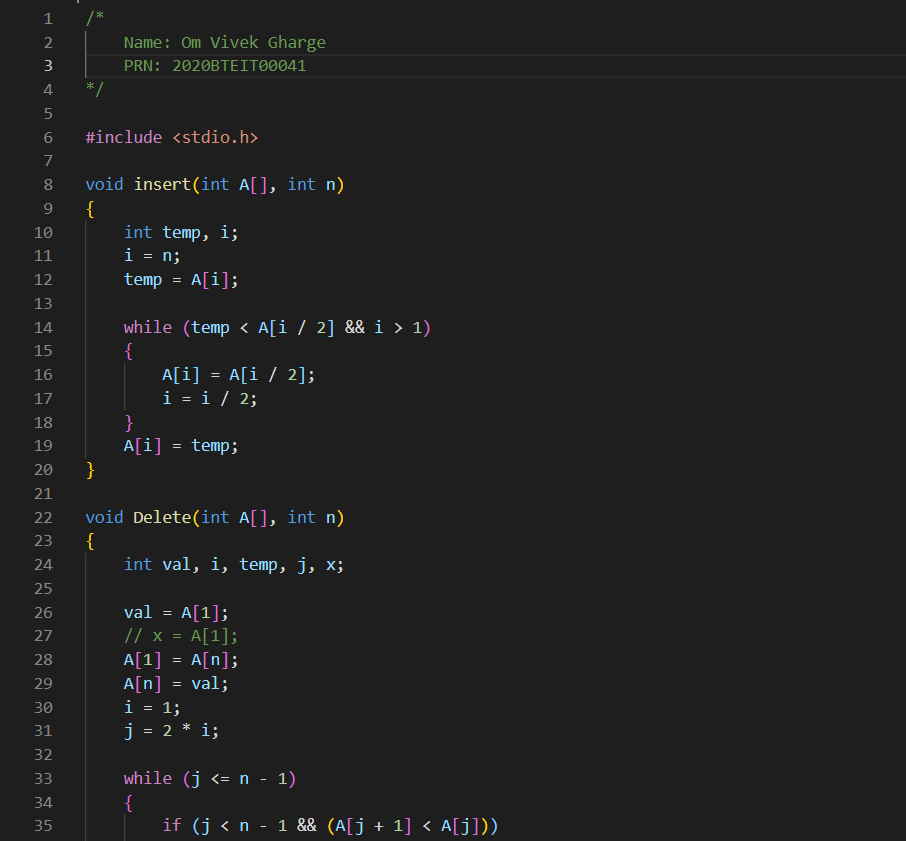 1 /*
2     Name: Om Vivek Gharge
3     PRN: 2020BTEIT00041
4 */
5
6 #include <stdio.h>
7
8 void insert(int A[], int n)
9 {
10     int temp, i;
11     i = n;
12     temp = A[i];
13
14     while (temp < A[i / 2] && i > 1)
15     {
16         A[i] = A[i / 2];
17         i = i / 2;
18     }
19     A[i] = temp;
20 }
21
22 void Delete(int A[], int n)
23 {
24     int val, i, temp, j, x;
25
26     val = A[1];
27     // x = A[1];
28     A[1] = A[n];
29     A[n] = val;
30     i = 1;
31     j = 2 * i;
32
33     while (j <= n - 1)
34     {
35         if (j < n - 1 && (A[j + 1] < A[j]))